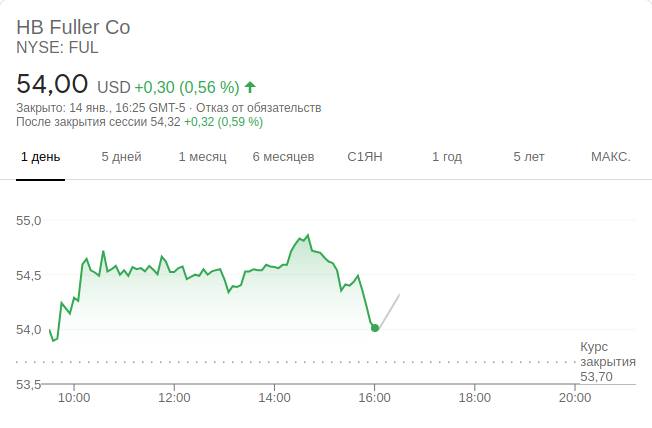 HB Fuller Co
NYSE: FUL
54,00 USD +0,30 (0,56 %)
Закрыто: 14 янв., 16:25 GMT-5 · Отказ от обязательств
После закрытия сессии 54,32 +0,32 (0,59 %)
1 день 5 дней 1 месяц 6 месяцев С1ЯН 1 год 5 лет МАКС.
55,0
54,5
54,0
Курс
закрытия
53,70
53,5
10:00 12:00 14:00 16:00 18:00 20:00